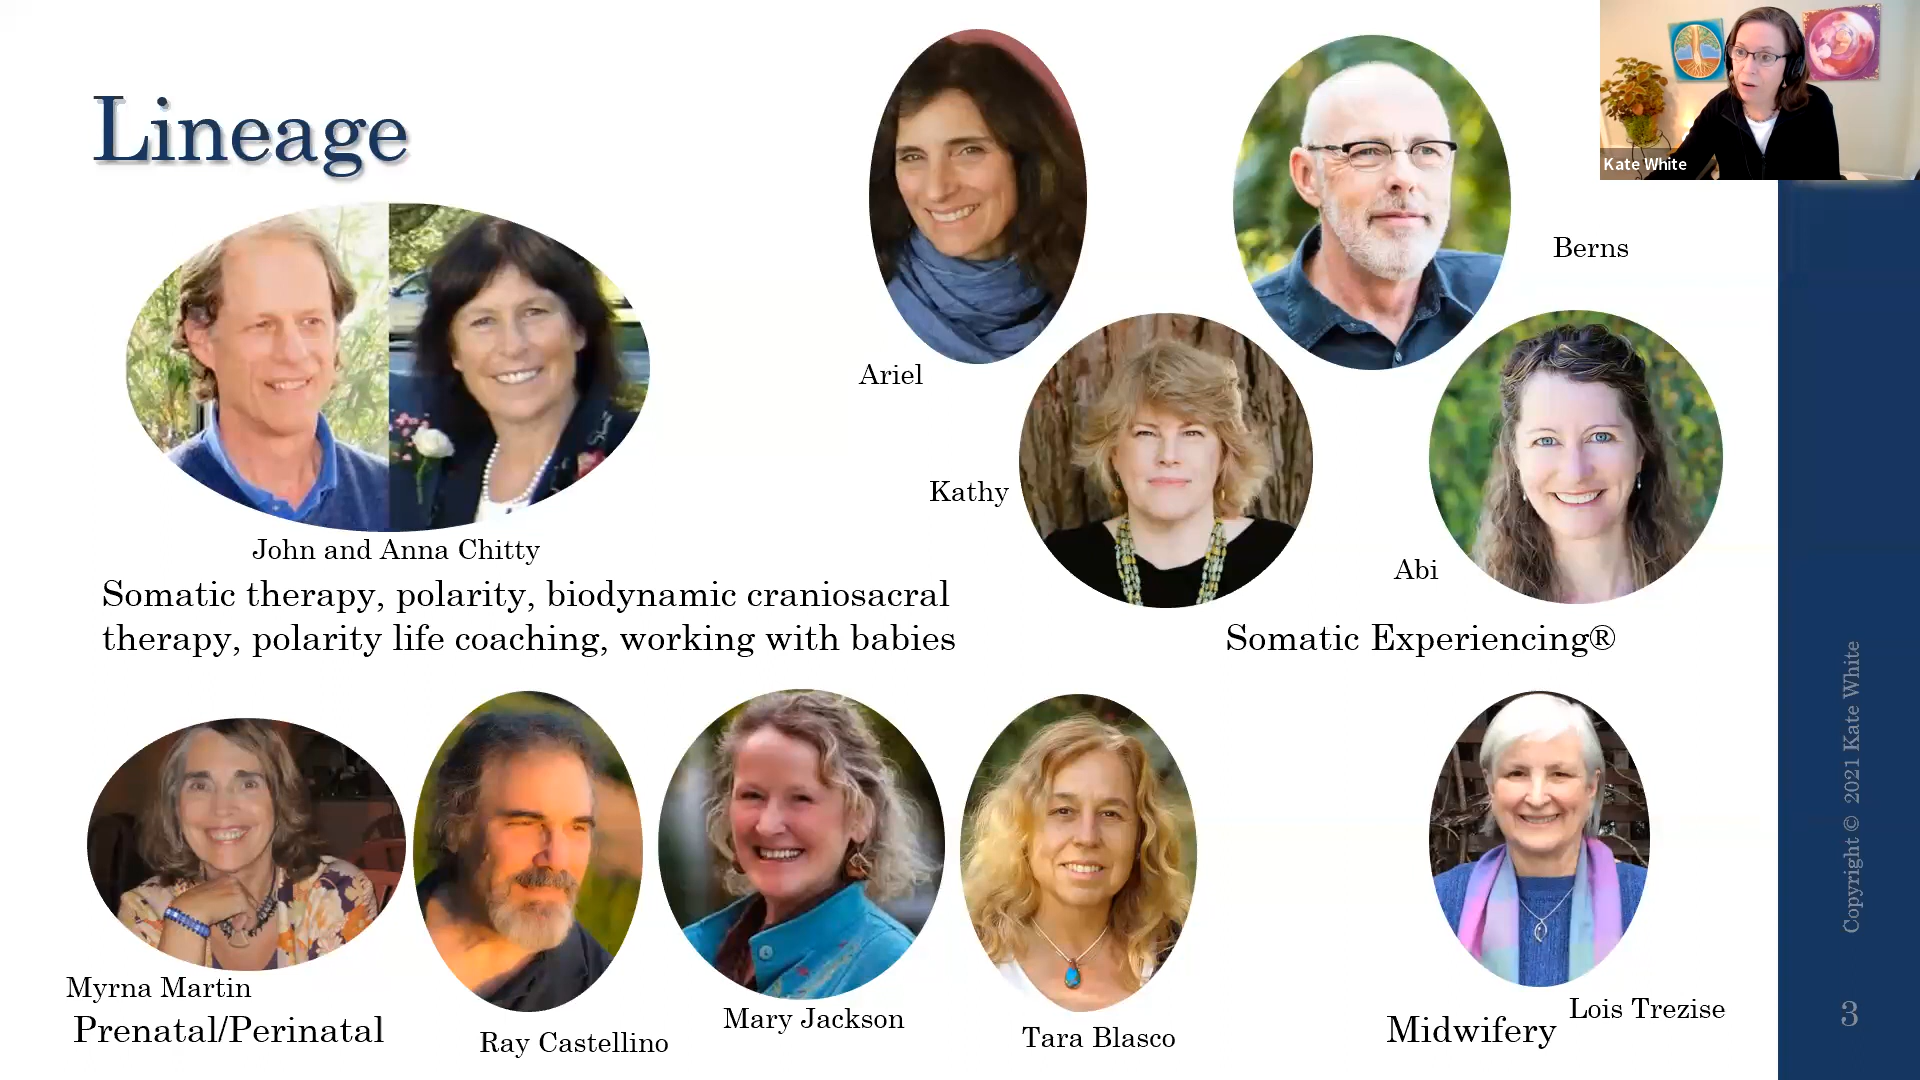 Lineage
Kate White
Berns
Ariel
Kathy
John and Anna Chitty
Abi
Somatic therapy, polarity, biodynamic craniosacral
therapy, polarity life coaching, working with babies
Somatic Experiencing®
Myrna Martin
Prenatal/Perinatal
Ray Castellino
Mary Jackson
Tara Blasco
Midwifery
Lois Trezise
Copyright © 2021 Kate White
3